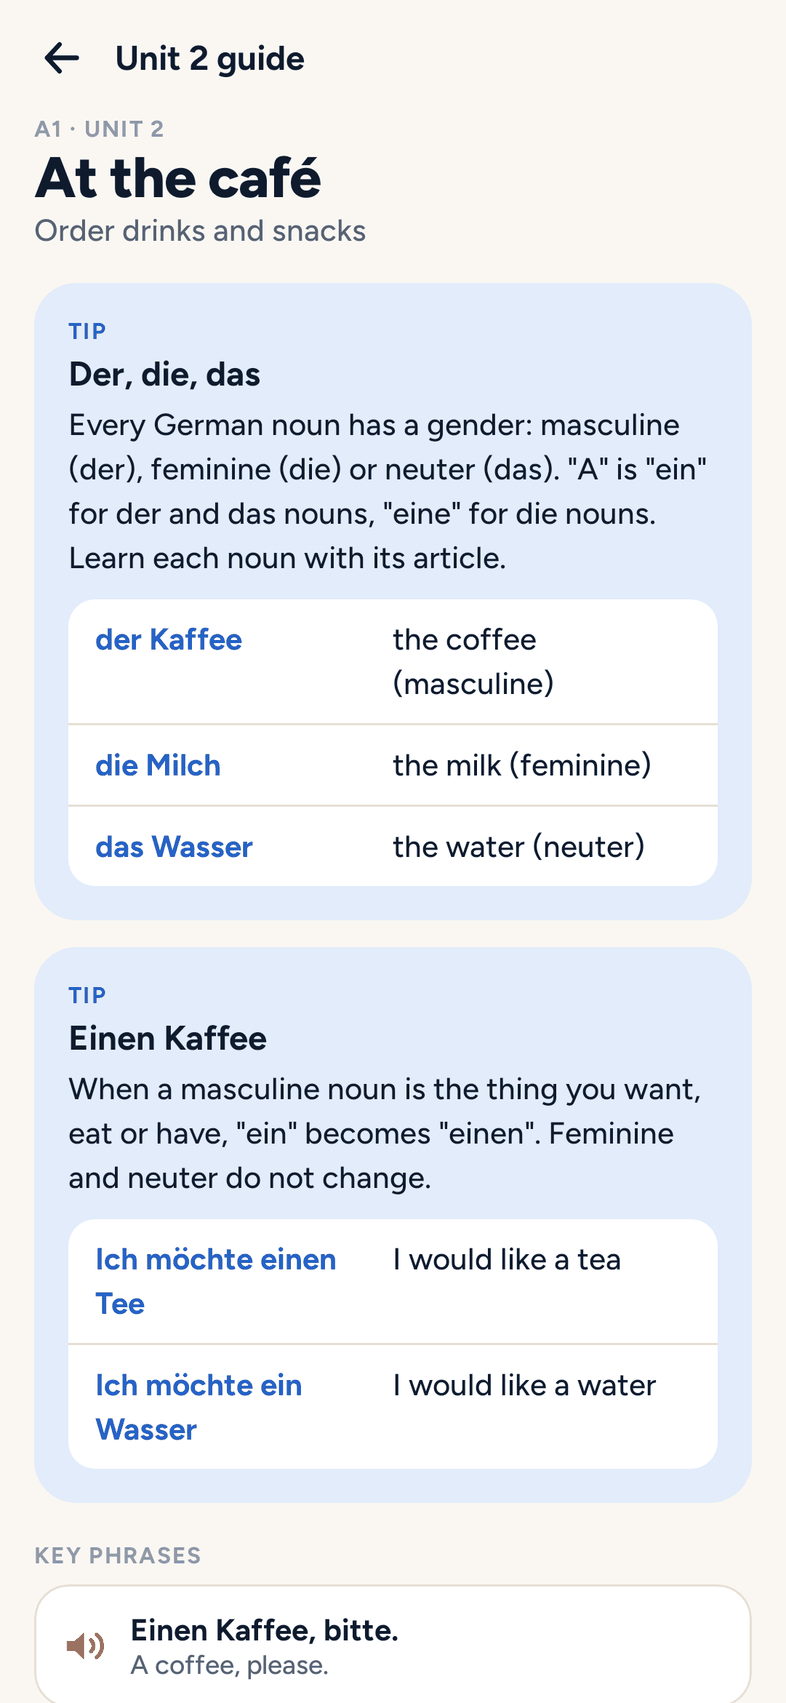 Unit 2 guide
A1 · UNIT 2
At the café
Order drinks and snacks
TIP
Der, die, das
Every German noun has a gender: masculine
(der), feminine (die) or neuter (das). "A" is "ein"
for der and das nouns, "eine" for die nouns.
Learn each noun with its article.
der Kaffee
the coffee
(masculine)
die Milch
the milk (feminine)
das Wasser
the water (neuter)
TIP
Einen Kaffee
When a masculine noun is the thing you want,
eat or have, "ein" becomes "einen". Feminine
and neuter do not change.
Ich möchte einen
Tee
I would like a tea
Ich möchte ein
Wasser
I would like a water
KEY PHRASES
Einen Kaffee, bitte.
A coffee, please.